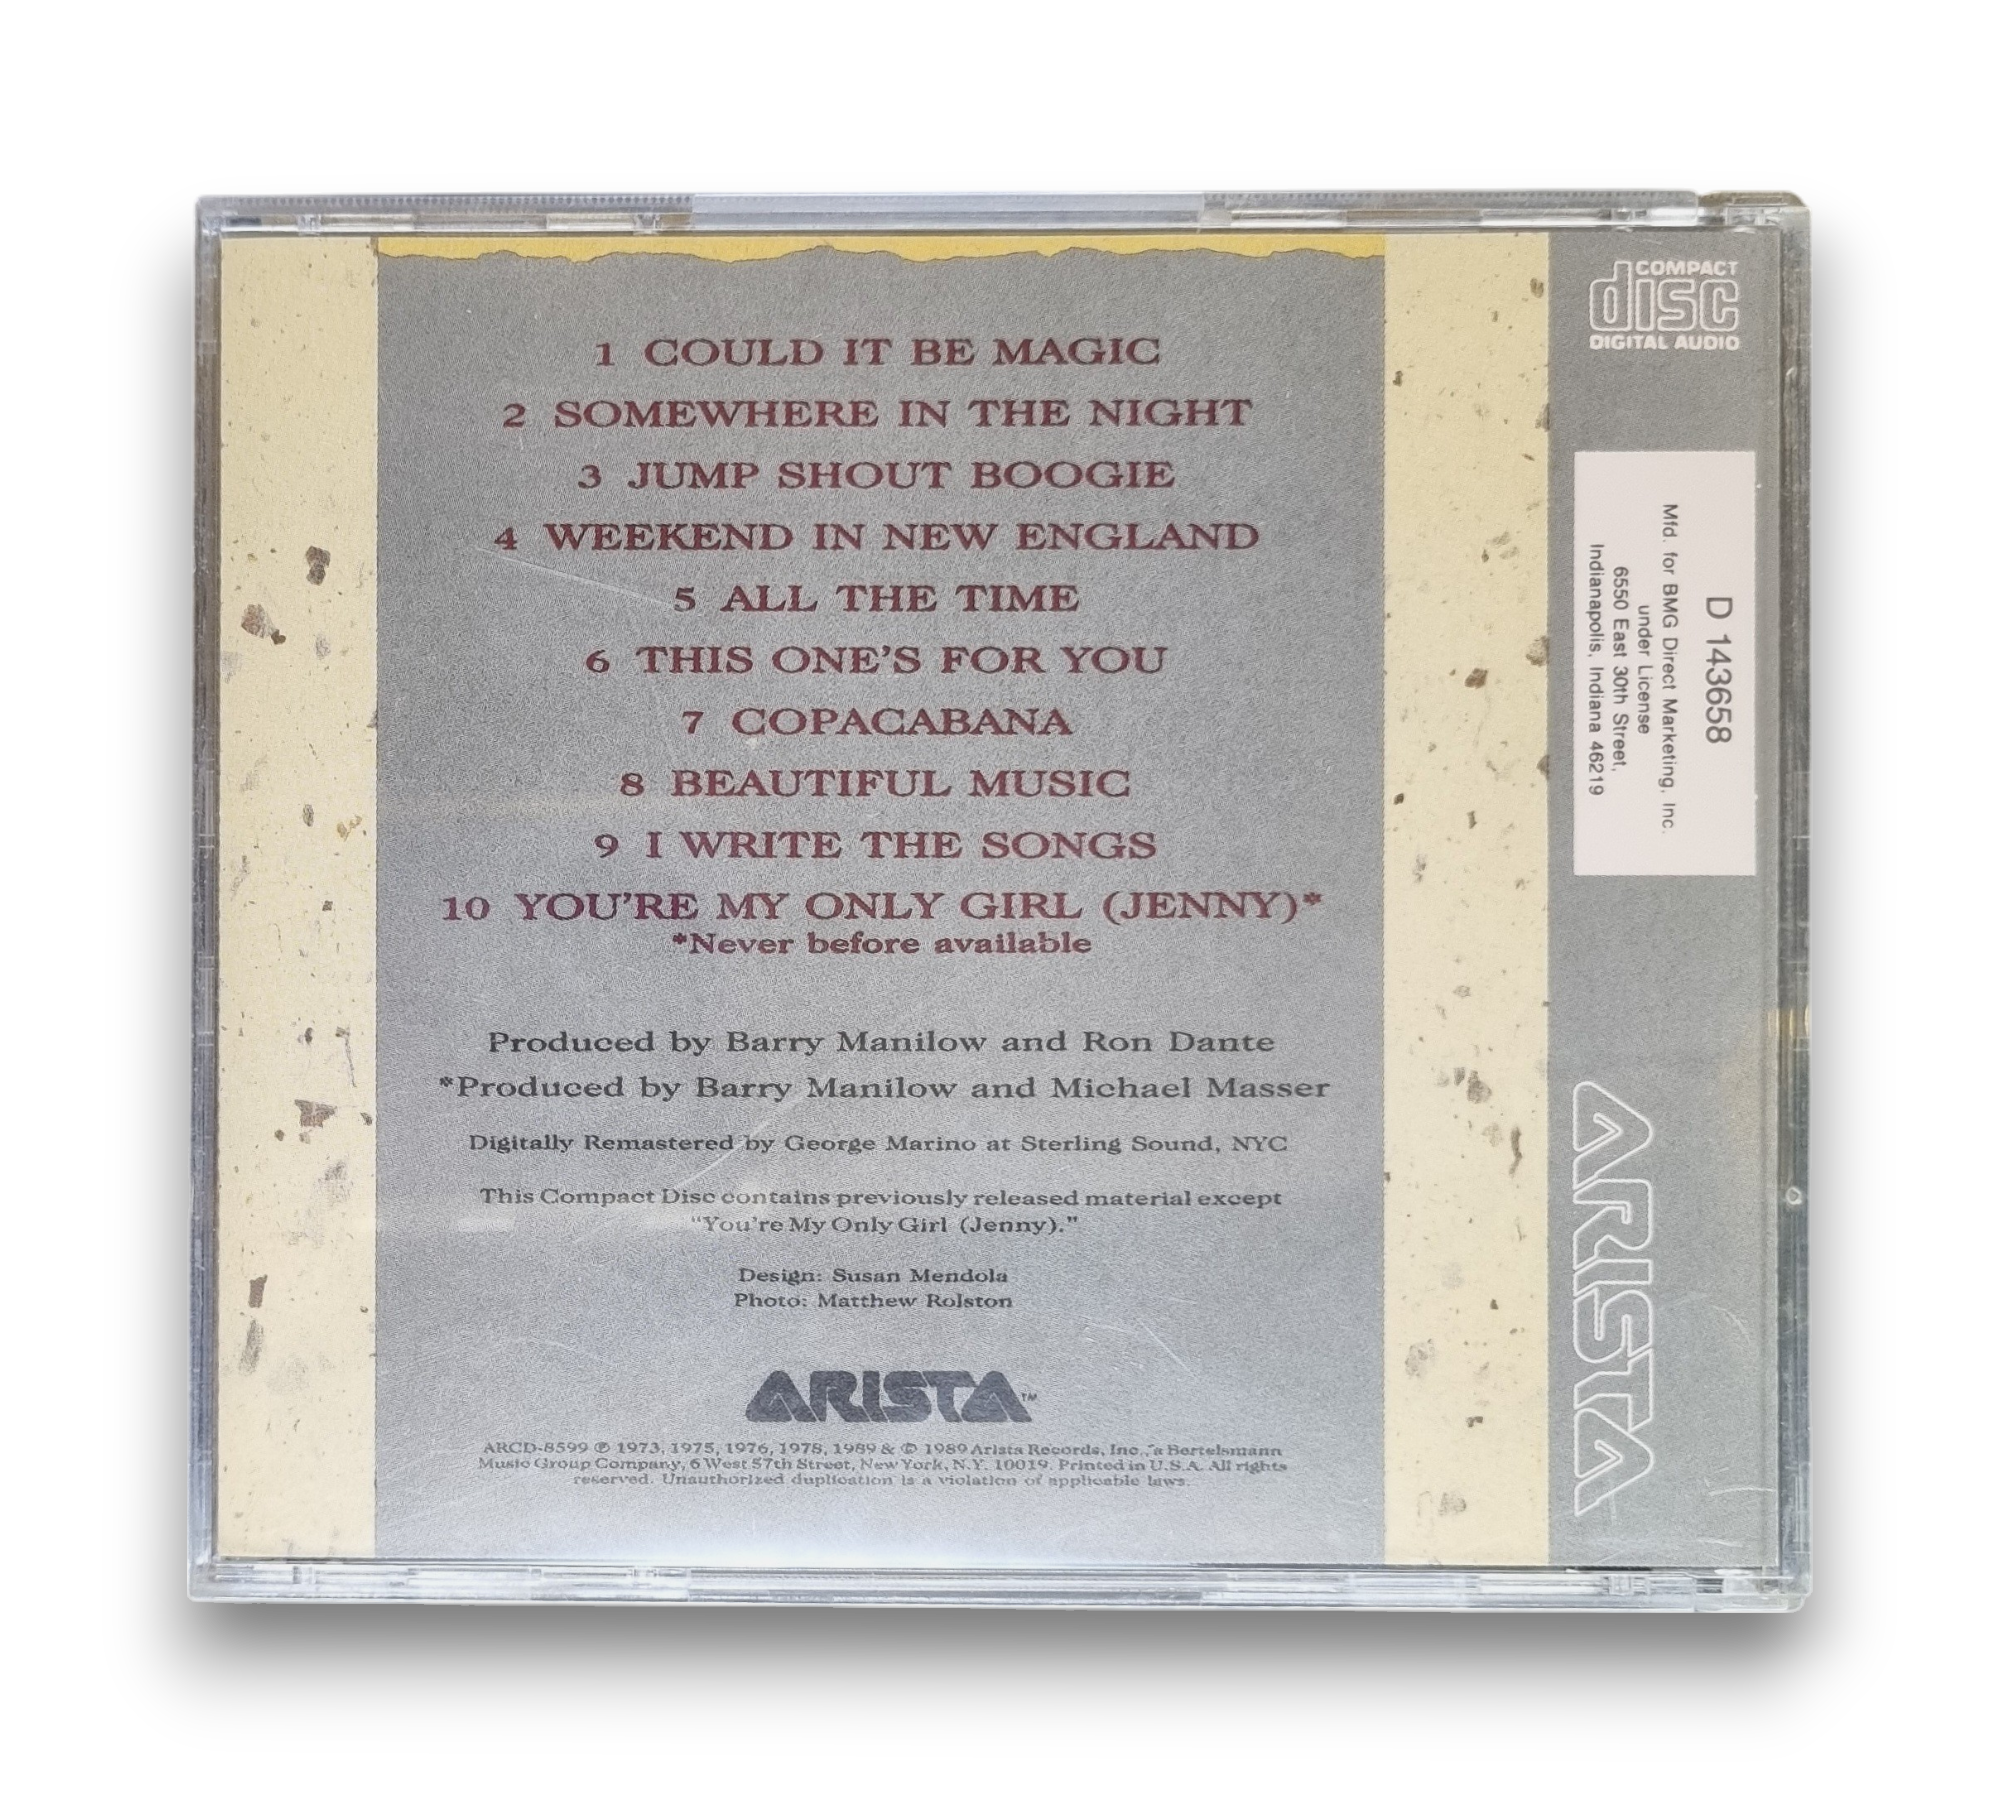 1 COULD IT BE MAGIC
2 SOMEWHERE IN THE NIGHT
3 JUMP SHOUT BOOGIE
4 WEEKEND IN NEW ENGLAND
5 ALL THE TIME
6 THIS ONE'S FOR YOU
7 COPACABANA
8 BEAUTIFUL MUSIC
9 I WRITE THE SONGS
10 YOU'RE MY ONLY GIRL (JENNY)*
*Never before available
Produced by Barry Manilow and Ron Dante
*Produced by Barry Manilow and Michael Masser
Digitally Remastered by George Marino at Sterling Sound, NYC
This Compact Disc contains previously released material except
"You're My Only Girl (Jenny)."
Design: Susan Mendola
Photo: Matthew Rolston
ARISTA™
ARCD-8599 ℗ 1973, 1975, 1976, 1978, 1989 & © 1989 Arista Records, Inc., a Bertelsmann
Music Group Company, 6 West 57th Street, New York, N.Y. 10019. Printed in U.S.A. All rights
reserved. Unauthorized duplication is a violation of applicable laws.
COMPACT
disc
DIGITAL AUDIO
D 143658
Mfd. for BMG Direct Marketing, Inc.
under License
6550 East 30th Street,
Indianapolis, Indiana 46219
ARISTA